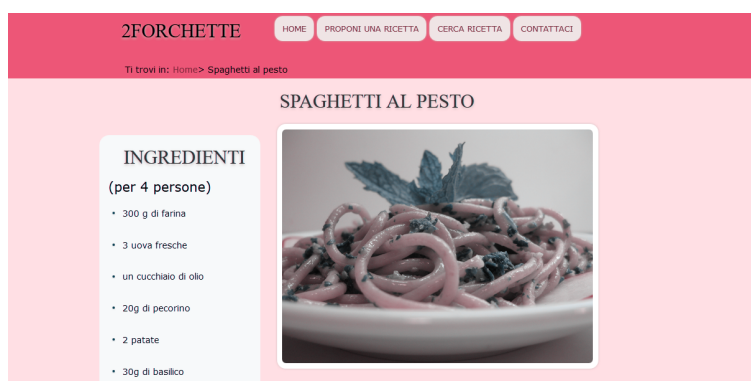 2FORCHETTE
HOME
PROPONI UNA RICETTA
CERCA RICETTA
CONTATTACI
Ti trovi in: Home> Spaghetti al pesto
SPAGHETTI AL PESTO
INGREDIENTI
(per 4 persone)
300 g di farina
3 uova fresche
un cucchiaio di olio
20g di pecorino
2 patate
30g di basilico